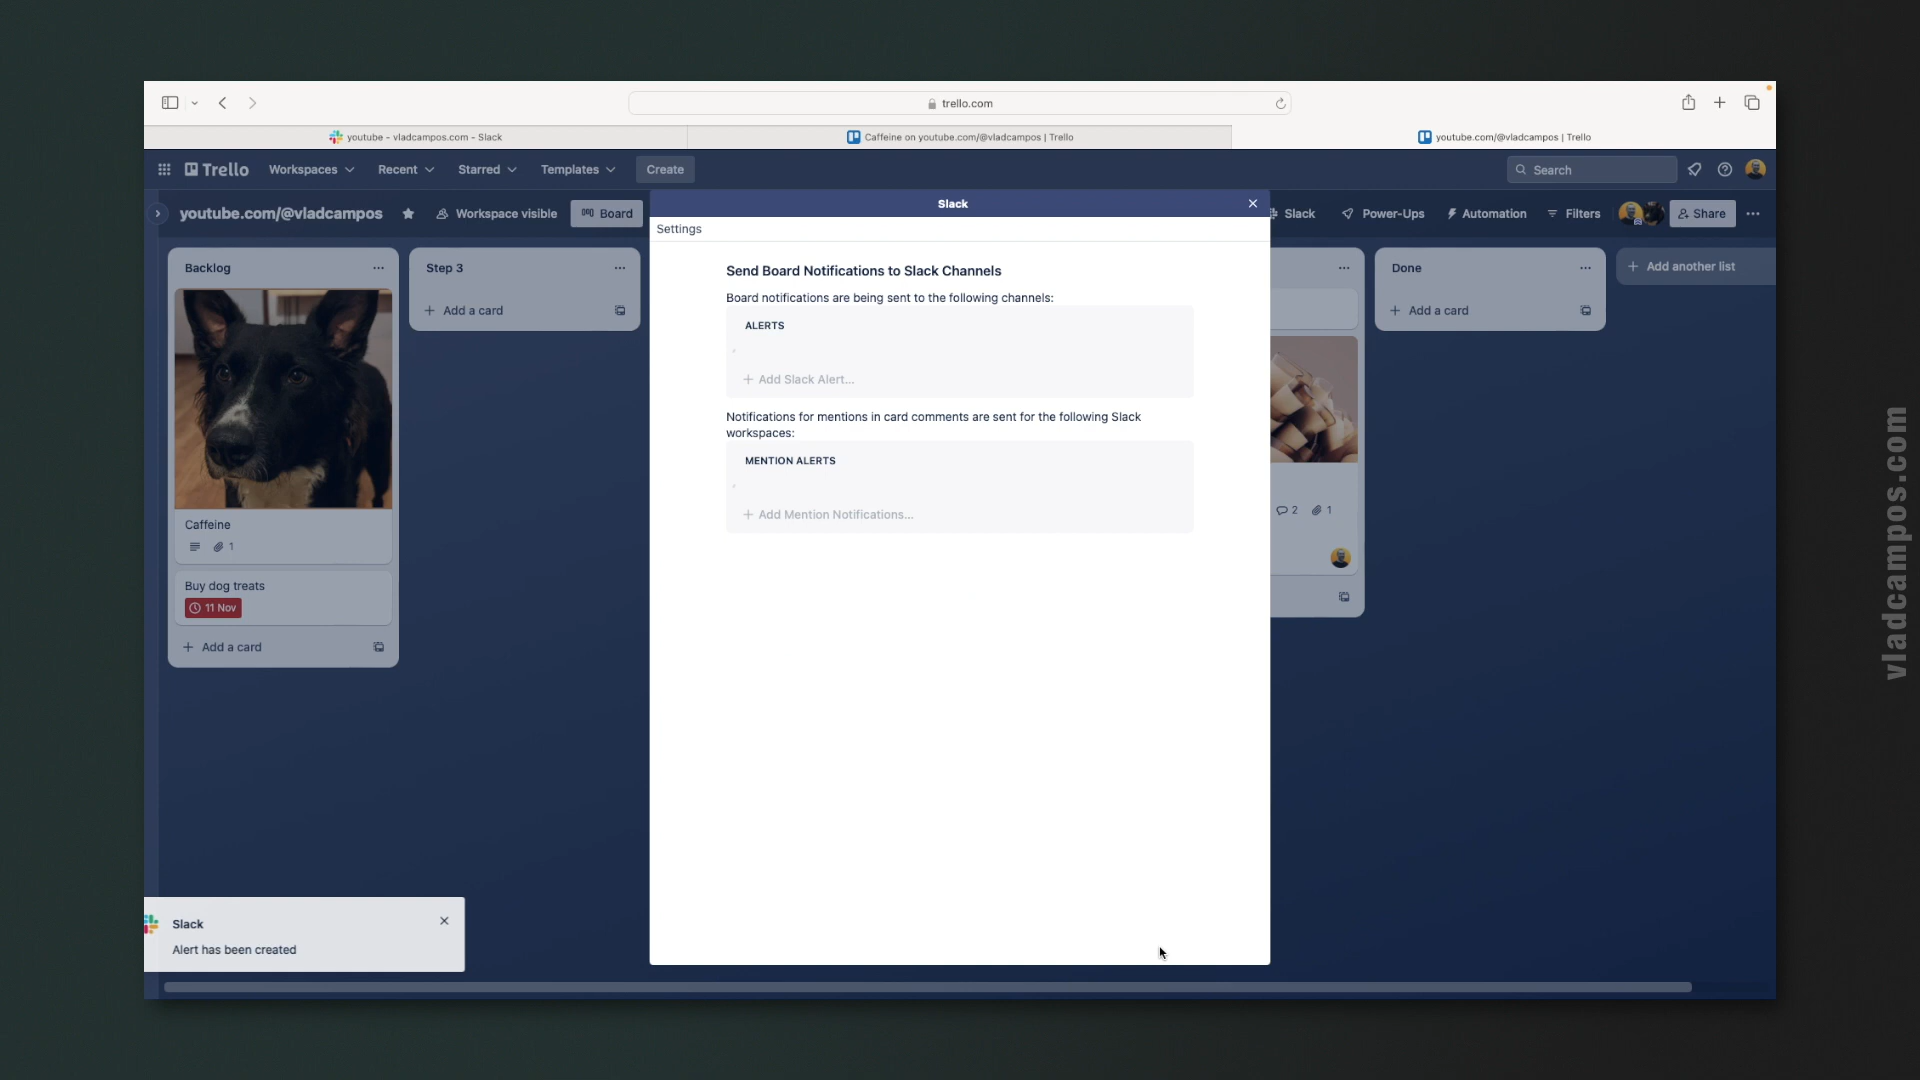 trello.com
youtube - vladcampos.com - Slack
Caffeine on youtube.com/@vladcampos | Trello
youtube.com/@vladcampos | Trello
Trello
Workspaces
Recent
Starred
Templates
Create
Search
youtube.com/@vladcampos
Workspace visible
Board
Slack
Power-Ups
Automation
Filters
Share
Slack
Settings
Send Board Notifications to Slack Channels
Board notifications are being sent to the following channels:
ALERTS
+ Add Slack Alert...
Notifications for mentions in card comments are sent for the following Slack
workspaces:
MENTION ALERTS
+ Add Mention Notifications...
Backlog
Caffeine
1
Buy dog treats
11 Nov
+ Add a card
Step 3
+ Add a card
2
1
Done
+ Add a card
+ Add another list
Slack
Alert has been created
vladcampos.com